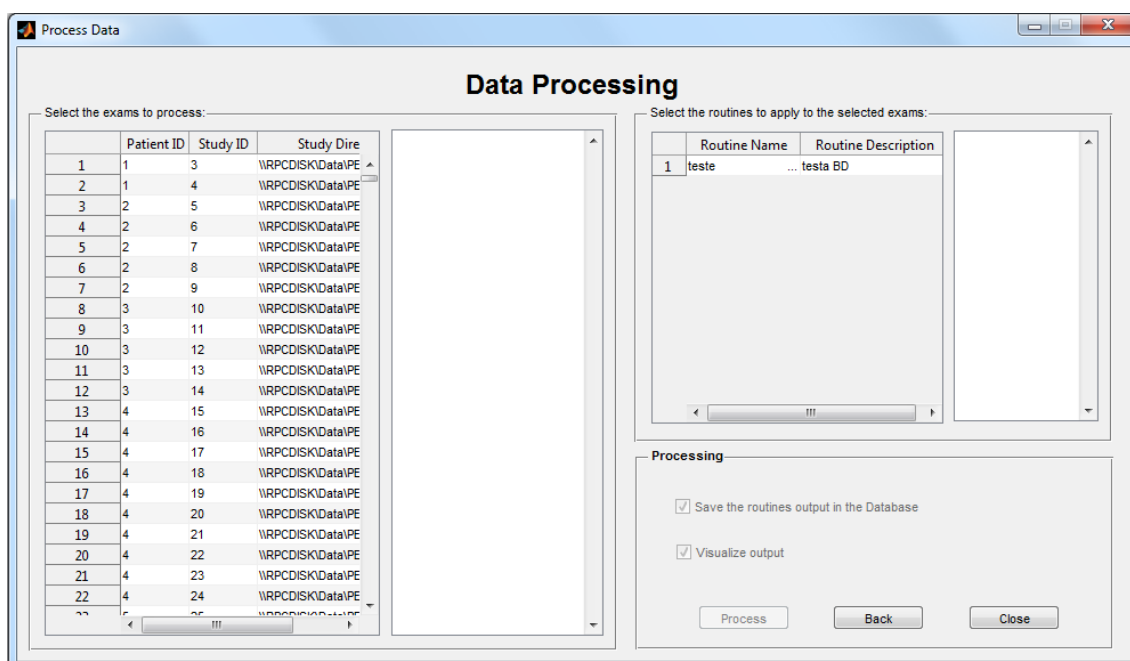 Process Data
Data Processing
Select the exams to process:
Patient ID Study ID Study Dire
1 1 3 \\RPCDISK\Data\PE
2 1 4 \\RPCDISK\Data\PE
3 2 5 \\RPCDISK\Data\PE
4 2 6 \\RPCDISK\Data\PE
5 2 7 \\RPCDISK\Data\PE
6 2 8 \\RPCDISK\Data\PE
7 2 9 \\RPCDISK\Data\PE
8 3 10 \\RPCDISK\Data\PE
9 3 11 \\RPCDISK\Data\PE
10 3 12 \\RPCDISK\Data\PE
11 3 13 \\RPCDISK\Data\PE
12 3 14 \\RPCDISK\Data\PE
13 4 15 \\RPCDISK\Data\PE
14 4 16 \\RPCDISK\Data\PE
15 4 17 \\RPCDISK\Data\PE
16 4 18 \\RPCDISK\Data\PE
17 4 19 \\RPCDISK\Data\PE
18 4 20 \\RPCDISK\Data\PE
19 4 21 \\RPCDISK\Data\PE
20 4 22 \\RPCDISK\Data\PE
21 4 23 \\RPCDISK\Data\PE
22 4 24 \\RPCDISK\Data\PE
Select the routines to apply to the selected exams:
Routine Name Routine Description
1 teste ... testa BD
Processing
Save the routines output in the Database
Visualize output
Process Back Close